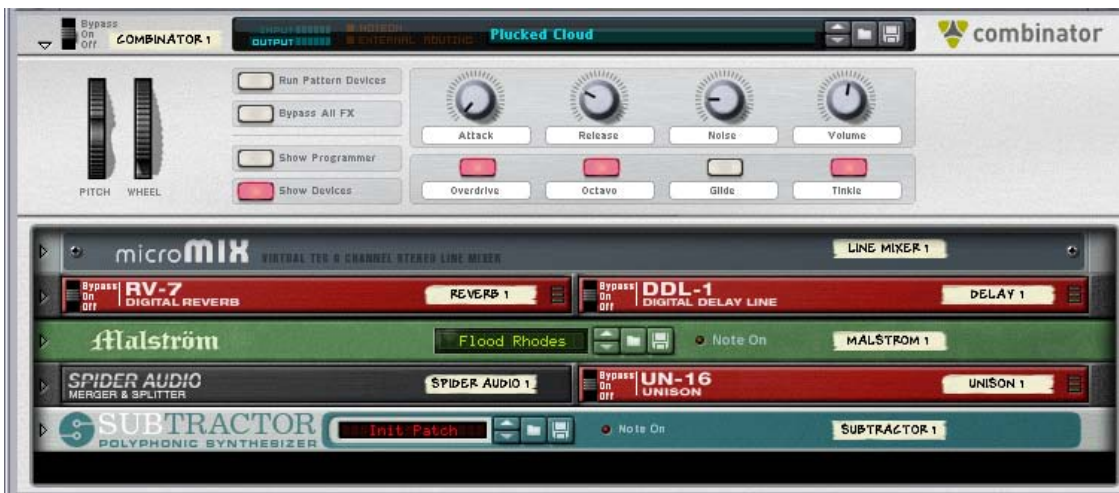 Bypass
On
Off
COMBINATOR 1
INPUT
OUTPUT
EXTERNAL ROUTING
Plucked Cloud
combinator
Run Pattern Devices
Bypass All FX
Show Programmer
Show Devices
PITCH WHEEL
Attack Release Noise Volume
Overdrive Octavo Glide Tinkle
microMIX
LINE MIXER 1
Bypass
On
Off
RV-7
DIGITAL REVERB
REVERB 1
Bypass
On
Off
DDL-1
DIGITAL DELAY LINE
DELAY 1
Malström
Flood Rhodes
Note On
MALSTROM 1
SPIDER AUDIO
MERGER & SPLITTER
SPIDER AUDIO 1
Bypass
On
Off
UN-16
UNISON
UNISON 1
SUBTRACTOR
POLYPHONIC SYNTHESIZER
Init Patch
Note On
SUBTRACTOR 1